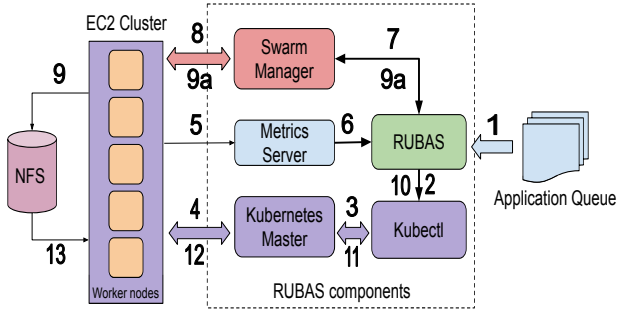 EC2 Cluster
8
7
Swarm
Manager
9
9a
9a
5
Metrics
Server
6
1
RUBAS
NFS
10
2
Application Queue
4
Kubernetes
Master
3
Kubectl
13
12
11
Worker nodes
RUBAS components